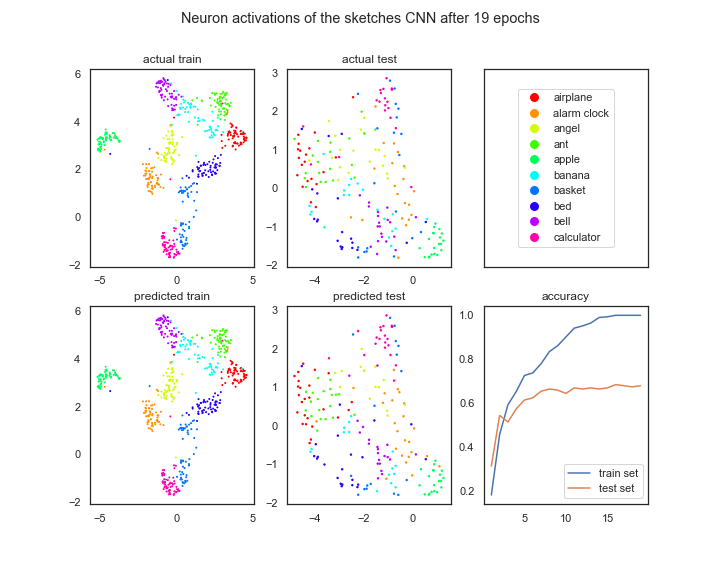 Neuron activations of the sketches CNN after 19 epochs
actual train
6
4
2
0
−2
−5
0
5
actual test
3
2
1
0
−1
−2
−4
−2
0
airplane
alarm clock
angel
ant
apple
banana
basket
bed
bell
calculator
predicted train
6
4
2
0
−2
−5
0
5
predicted test
3
2
1
0
−1
−2
−4
−2
0
accuracy
1.0
0.8
0.6
0.4
0.2
5
10
15
train set
test set